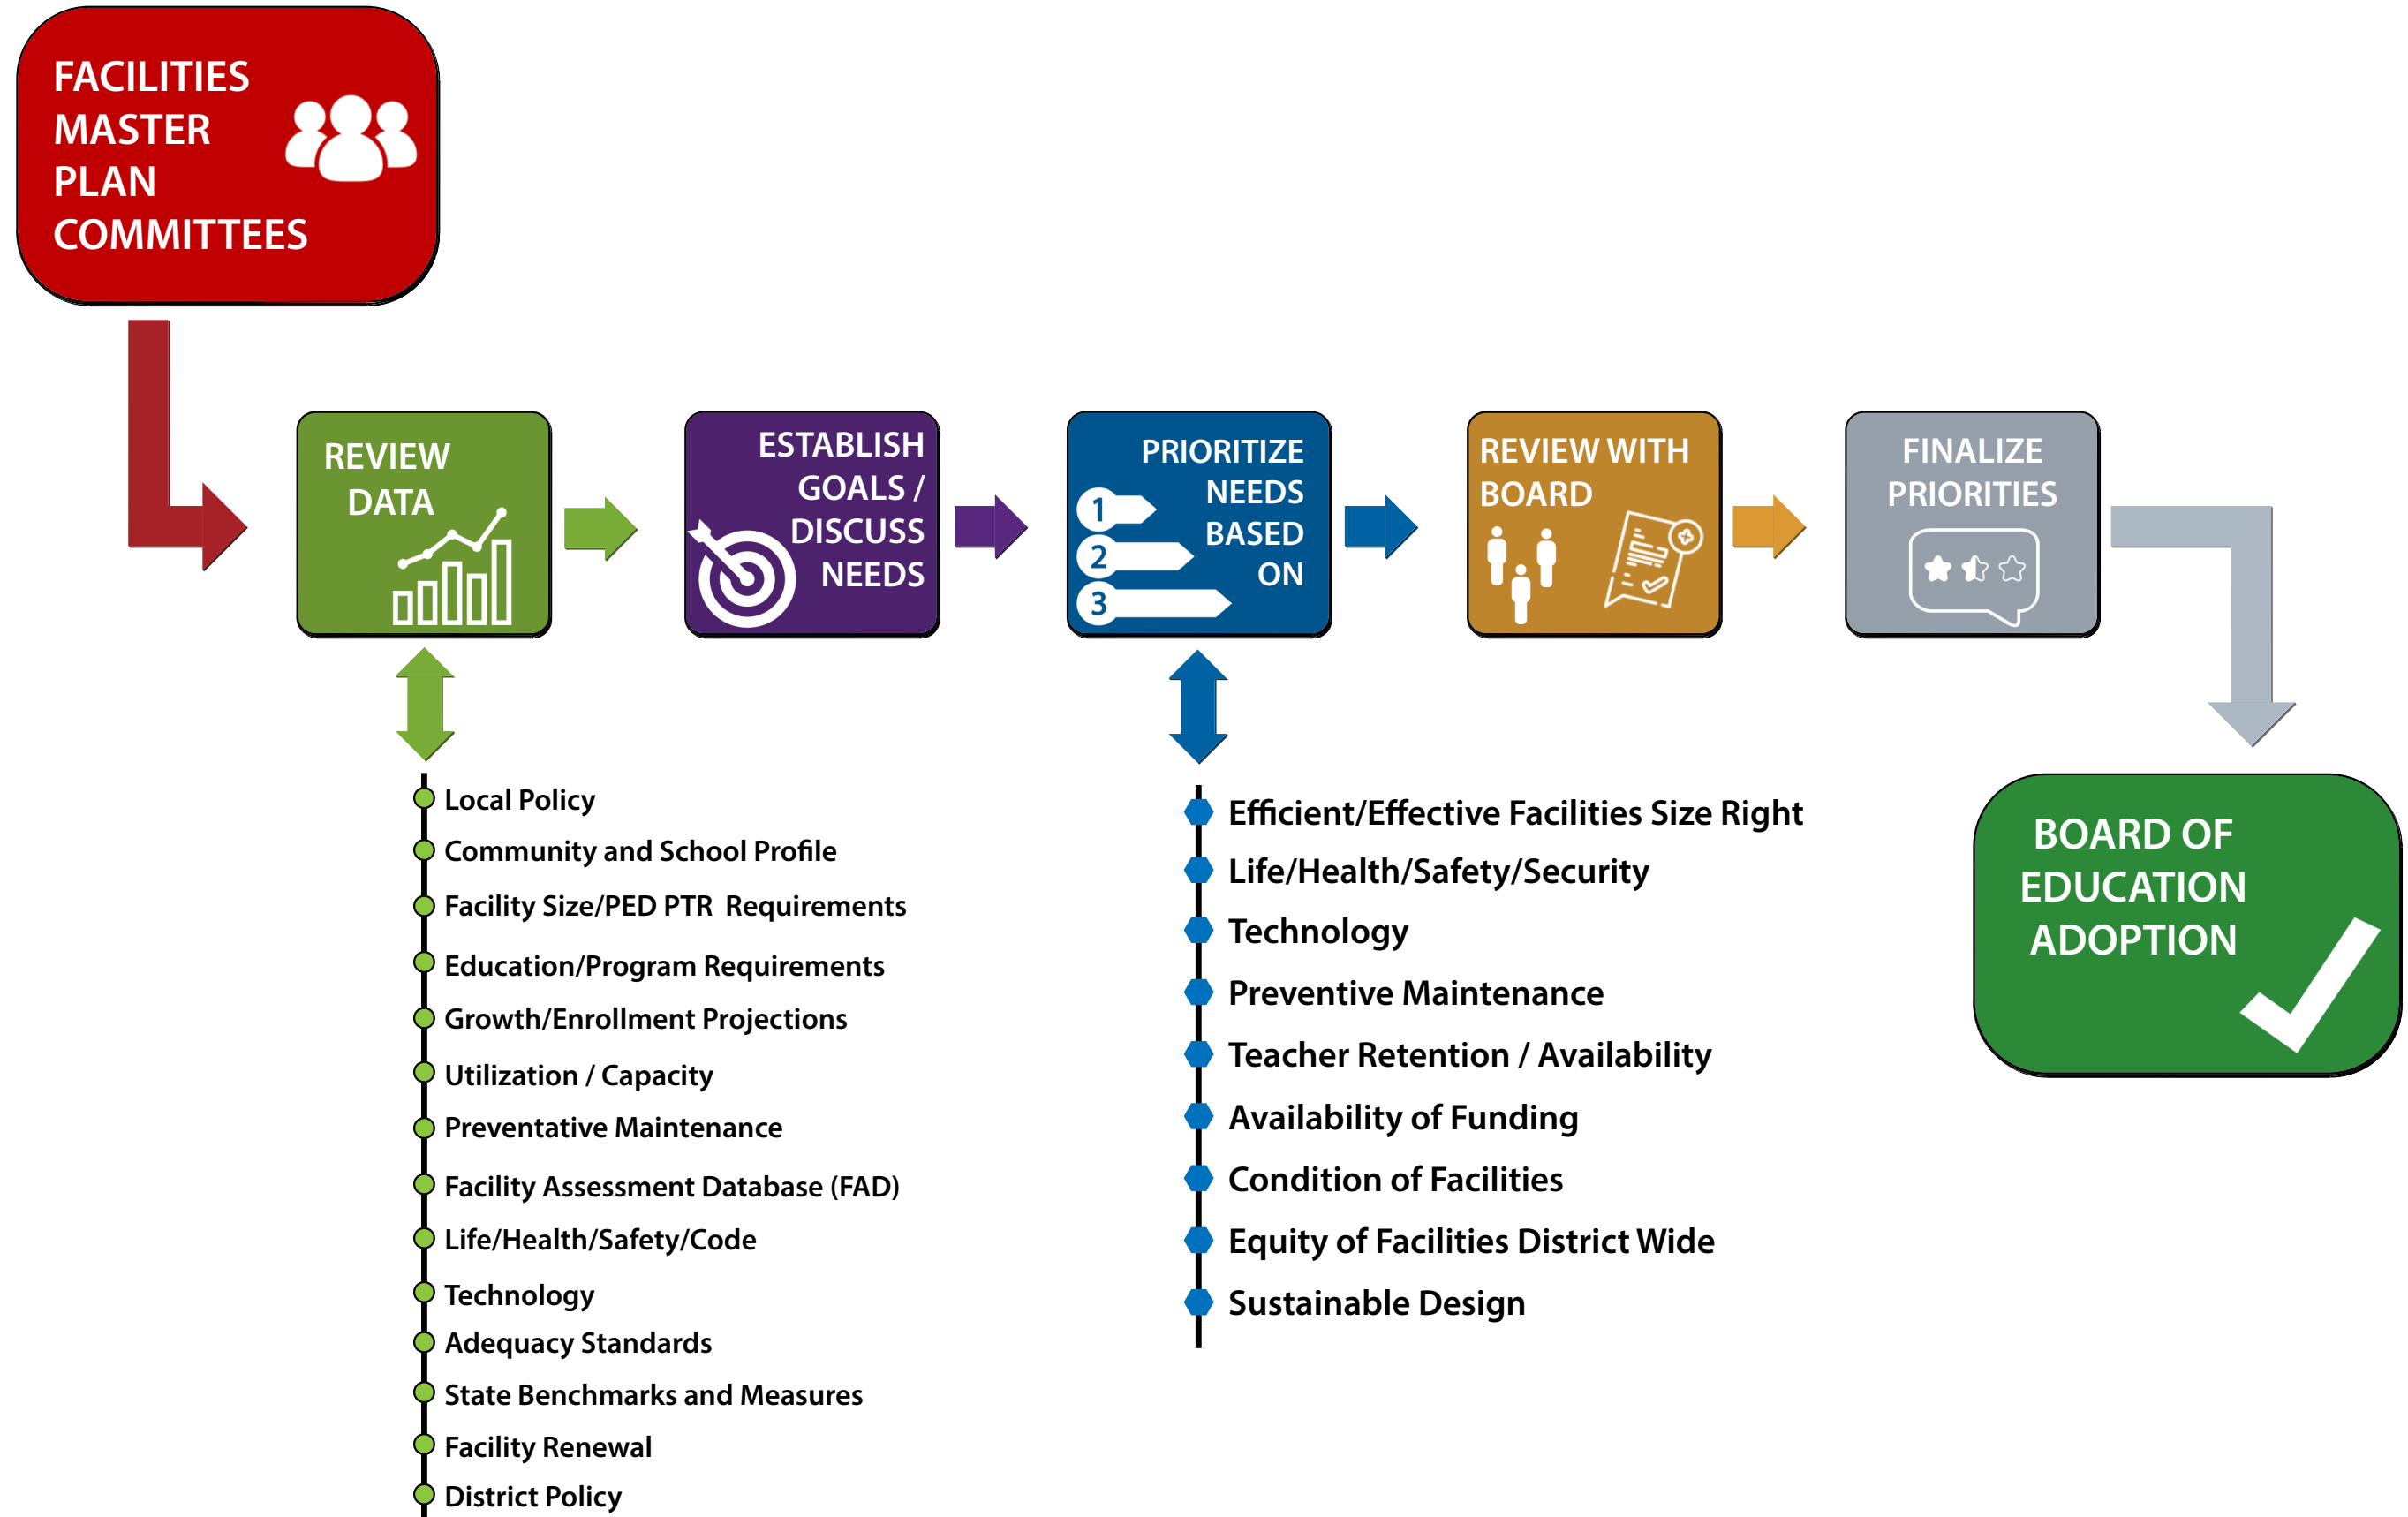 FACILITIES
MASTER
PLAN
COMMITTEES
REVIEW
DATA
ESTABLISH
GOALS /
DISCUSS
NEEDS
PRIORITIZE
NEEDS
BASED
ON
1
2
3
REVIEW WITH
BOARD
FINALIZE
PRIORITIES
Local Policy
Community and School Profile
Facility Size/PED PTR Requirements
Education/Program Requirements
Growth/Enrollment Projections
Utilization / Capacity
Preventative Maintenance
Facility Assessment Database (FAD)
Life/Health/Safety/Code
Technology
Adequacy Standards
State Benchmarks and Measures
Facility Renewal
District Policy
Efficient/Effective Facilities Size Right
Life/Health/Safety/Security
Technology
Preventive Maintenance
Teacher Retention / Availability
Availability of Funding
Condition of Facilities
Equity of Facilities District Wide
Sustainable Design
BOARD OF
EDUCATION
ADOPTION